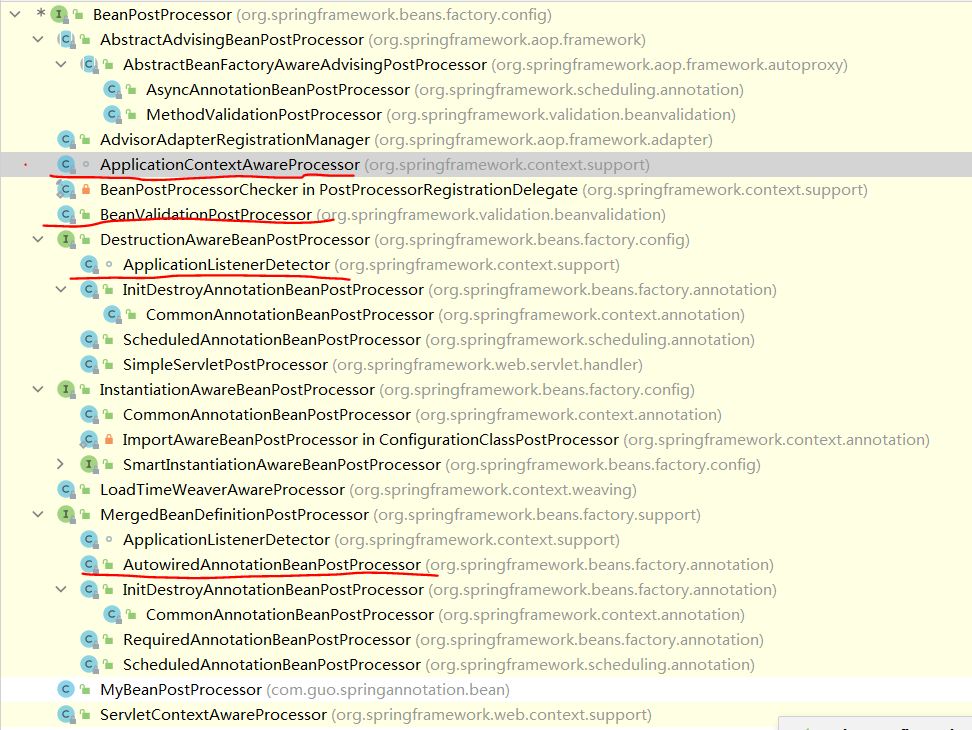 BeanPostProcessor (org.springframework.beans.factory.config)
AbstractAdvisingBeanPostProcessor (org.springframework.aop.framework)
AbstractBeanFactoryAwareAdvisingPostProcessor (org.springframework.aop.framework.autoproxy)
AsyncAnnotationBeanPostProcessor (org.springframework.scheduling.annotation)
MethodValidationPostProcessor (org.springframework.validation.beanvalidation)
AdvisorAdapterRegistrationManager (org.springframework.aop.framework.adapter)
ApplicationContextAwareProcessor (org.springframework.context.support)
BeanPostProcessorChecker in PostProcessorRegistrationDelegate (org.springframework.context.support)
BeanValidationPostProcessor (org.springframework.validation.beanvalidation)
DestructionAwareBeanPostProcessor (org.springframework.beans.factory.config)
ApplicationListenerDetector (org.springframework.context.support)
InitDestroyAnnotationBeanPostProcessor (org.springframework.beans.factory.annotation)
CommonAnnotationBeanPostProcessor (org.springframework.context.annotation)
ScheduledAnnotationBeanPostProcessor (org.springframework.scheduling.annotation)
SimpleServletPostProcessor (org.springframework.web.servlet.handler)
InstantiationAwareBeanPostProcessor (org.springframework.beans.factory.config)
CommonAnnotationBeanPostProcessor (org.springframework.context.annotation)
ImportAwareBeanPostProcessor in ConfigurationClassPostProcessor (org.springframework.context.annotation)
SmartInstantiationAwareBeanPostProcessor (org.springframework.beans.factory.config)
LoadTimeWeaverAwareProcessor (org.springframework.context.weaving)
MergedBeanDefinitionPostProcessor (org.springframework.beans.factory.support)
ApplicationListenerDetector (org.springframework.context.support)
AutowiredAnnotationBeanPostProcessor (org.springframework.beans.factory.annotation)
InitDestroyAnnotationBeanPostProcessor (org.springframework.beans.factory.annotation)
CommonAnnotationBeanPostProcessor (org.springframework.context.annotation)
RequiredAnnotationBeanPostProcessor (org.springframework.beans.factory.annotation)
ScheduledAnnotationBeanPostProcessor (org.springframework.scheduling.annotation)
MyBeanPostProcessor (com.guo.springannotation.bean)
ServletContextAwareProcessor (org.springframework.web.context.support)